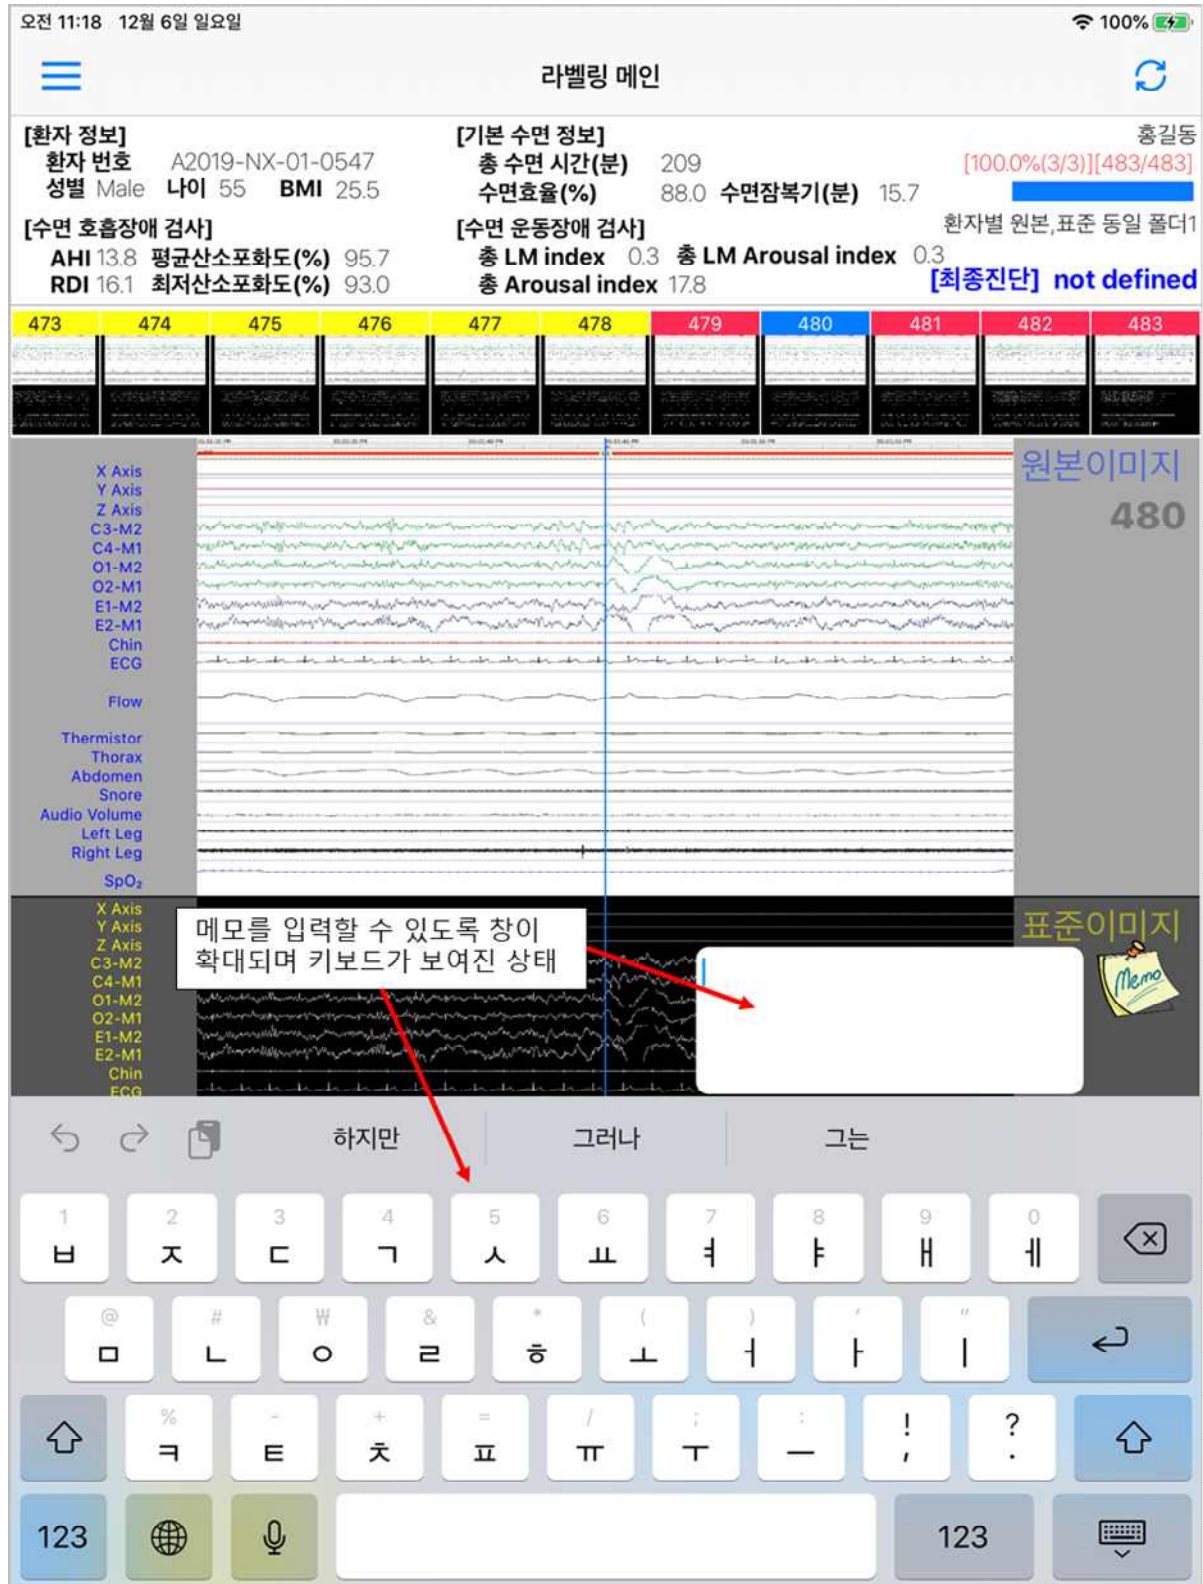 오전 11:18 12월 6일 일요일 100%
라벨링 메인
[환자 정보] [기본 수면 정보] 홍길동
환자 번호 A2019-NX-01-0547 총 수면 시간(분) 209 [100.0%(3/3)][483/483]
성별 Male 나이 55 BMI 25.5 수면효율(%) 88.0 수면잠복기(분) 15.7
[수면 호흡장애 검사] [수면 운동장애 검사] 환자별 원본,표준 동일 폴더1
AHI 13.8 평균산소포화도(%) 95.7 총 LM index 0.3 총 LM Arousal index 0.3
RDI 16.1 최저산소포화도(%) 93.0 총 Arousal index 17.8 [최종진단] not defined
473 474 475 476 477 478 479 480 481 482 483
원본이미지
480
X Axis
Y Axis
Z Axis
C3-M2
C4-M1
O1-M2
O2-M1
E1-M2
E2-M1
Chin
ECG
Flow
Thermistor
Thorax
Abdomen
Snore
Audio Volume
Left Leg
Right Leg
SpO₂
표준이미지
Memo
X Axis
Y Axis
Z Axis
C3-M2
C4-M1
O1-M2
O2-M1
E1-M2
E2-M1
Chin
ECG
메모를 입력할 수 있도록 창이
확대되며 키보드가 보여진 상태
하지만 그러나 그는
1 2 3 4 5 6 7 8 9 0
ㅂ ㅈ ㄷ ㄱ ㅅ ㅛ ㅕ ㅑ ㅐ ㅔ
@ # ₩ & * ( ) ' "
ㅁ ㄴ ㅇ ㄹ ㅎ ㅗ ㅓ ㅏ ㅣ
% - + = / ; : ! ?
ㅋ ㅌ ㅊ ㅍ ㅠ ㅜ ㅡ , .
123 123